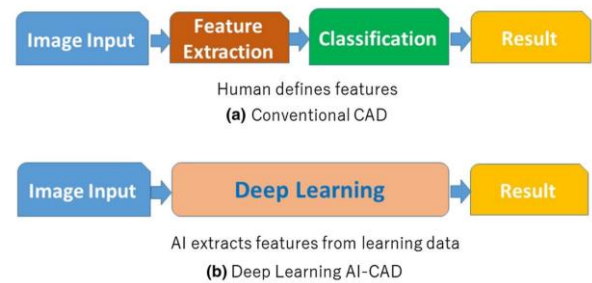 Image Input
Feature
Extraction
Classification
Result
Human defines features
(a) Conventional CAD
Image Input
Deep Learning
Result
AI extracts features from learning data
(b) Deep Learning AI-CAD